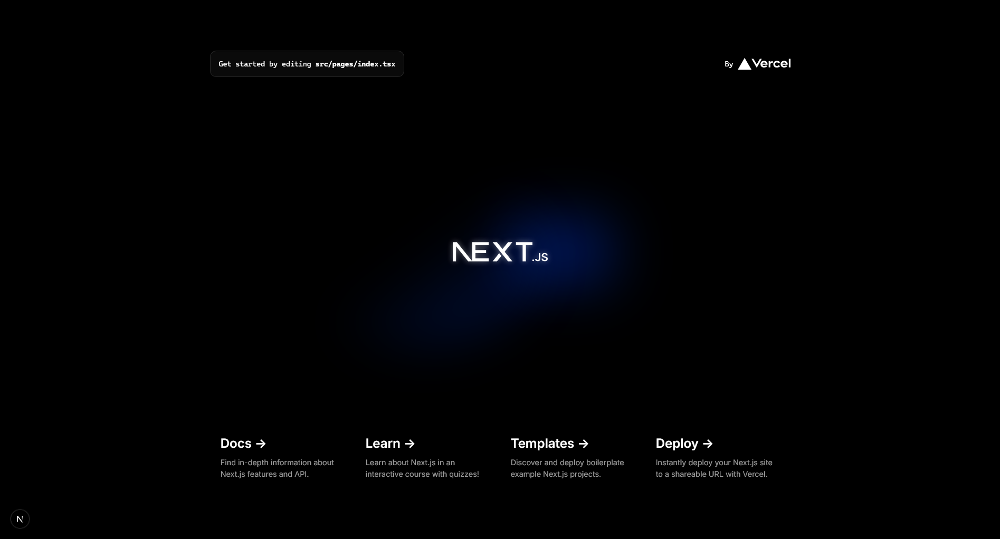 Get started by editing src/pages/index.tsx
By Vercel
NEXT.JS
Docs →
Find in-depth information about
Next.js features and API.
Learn →
Learn about Next.js in an
interactive course with quizzes!
Templates →
Discover and deploy boilerplate
example Next.js projects.
Deploy →
Instantly deploy your Next.js site
to a shareable URL with Vercel.
N